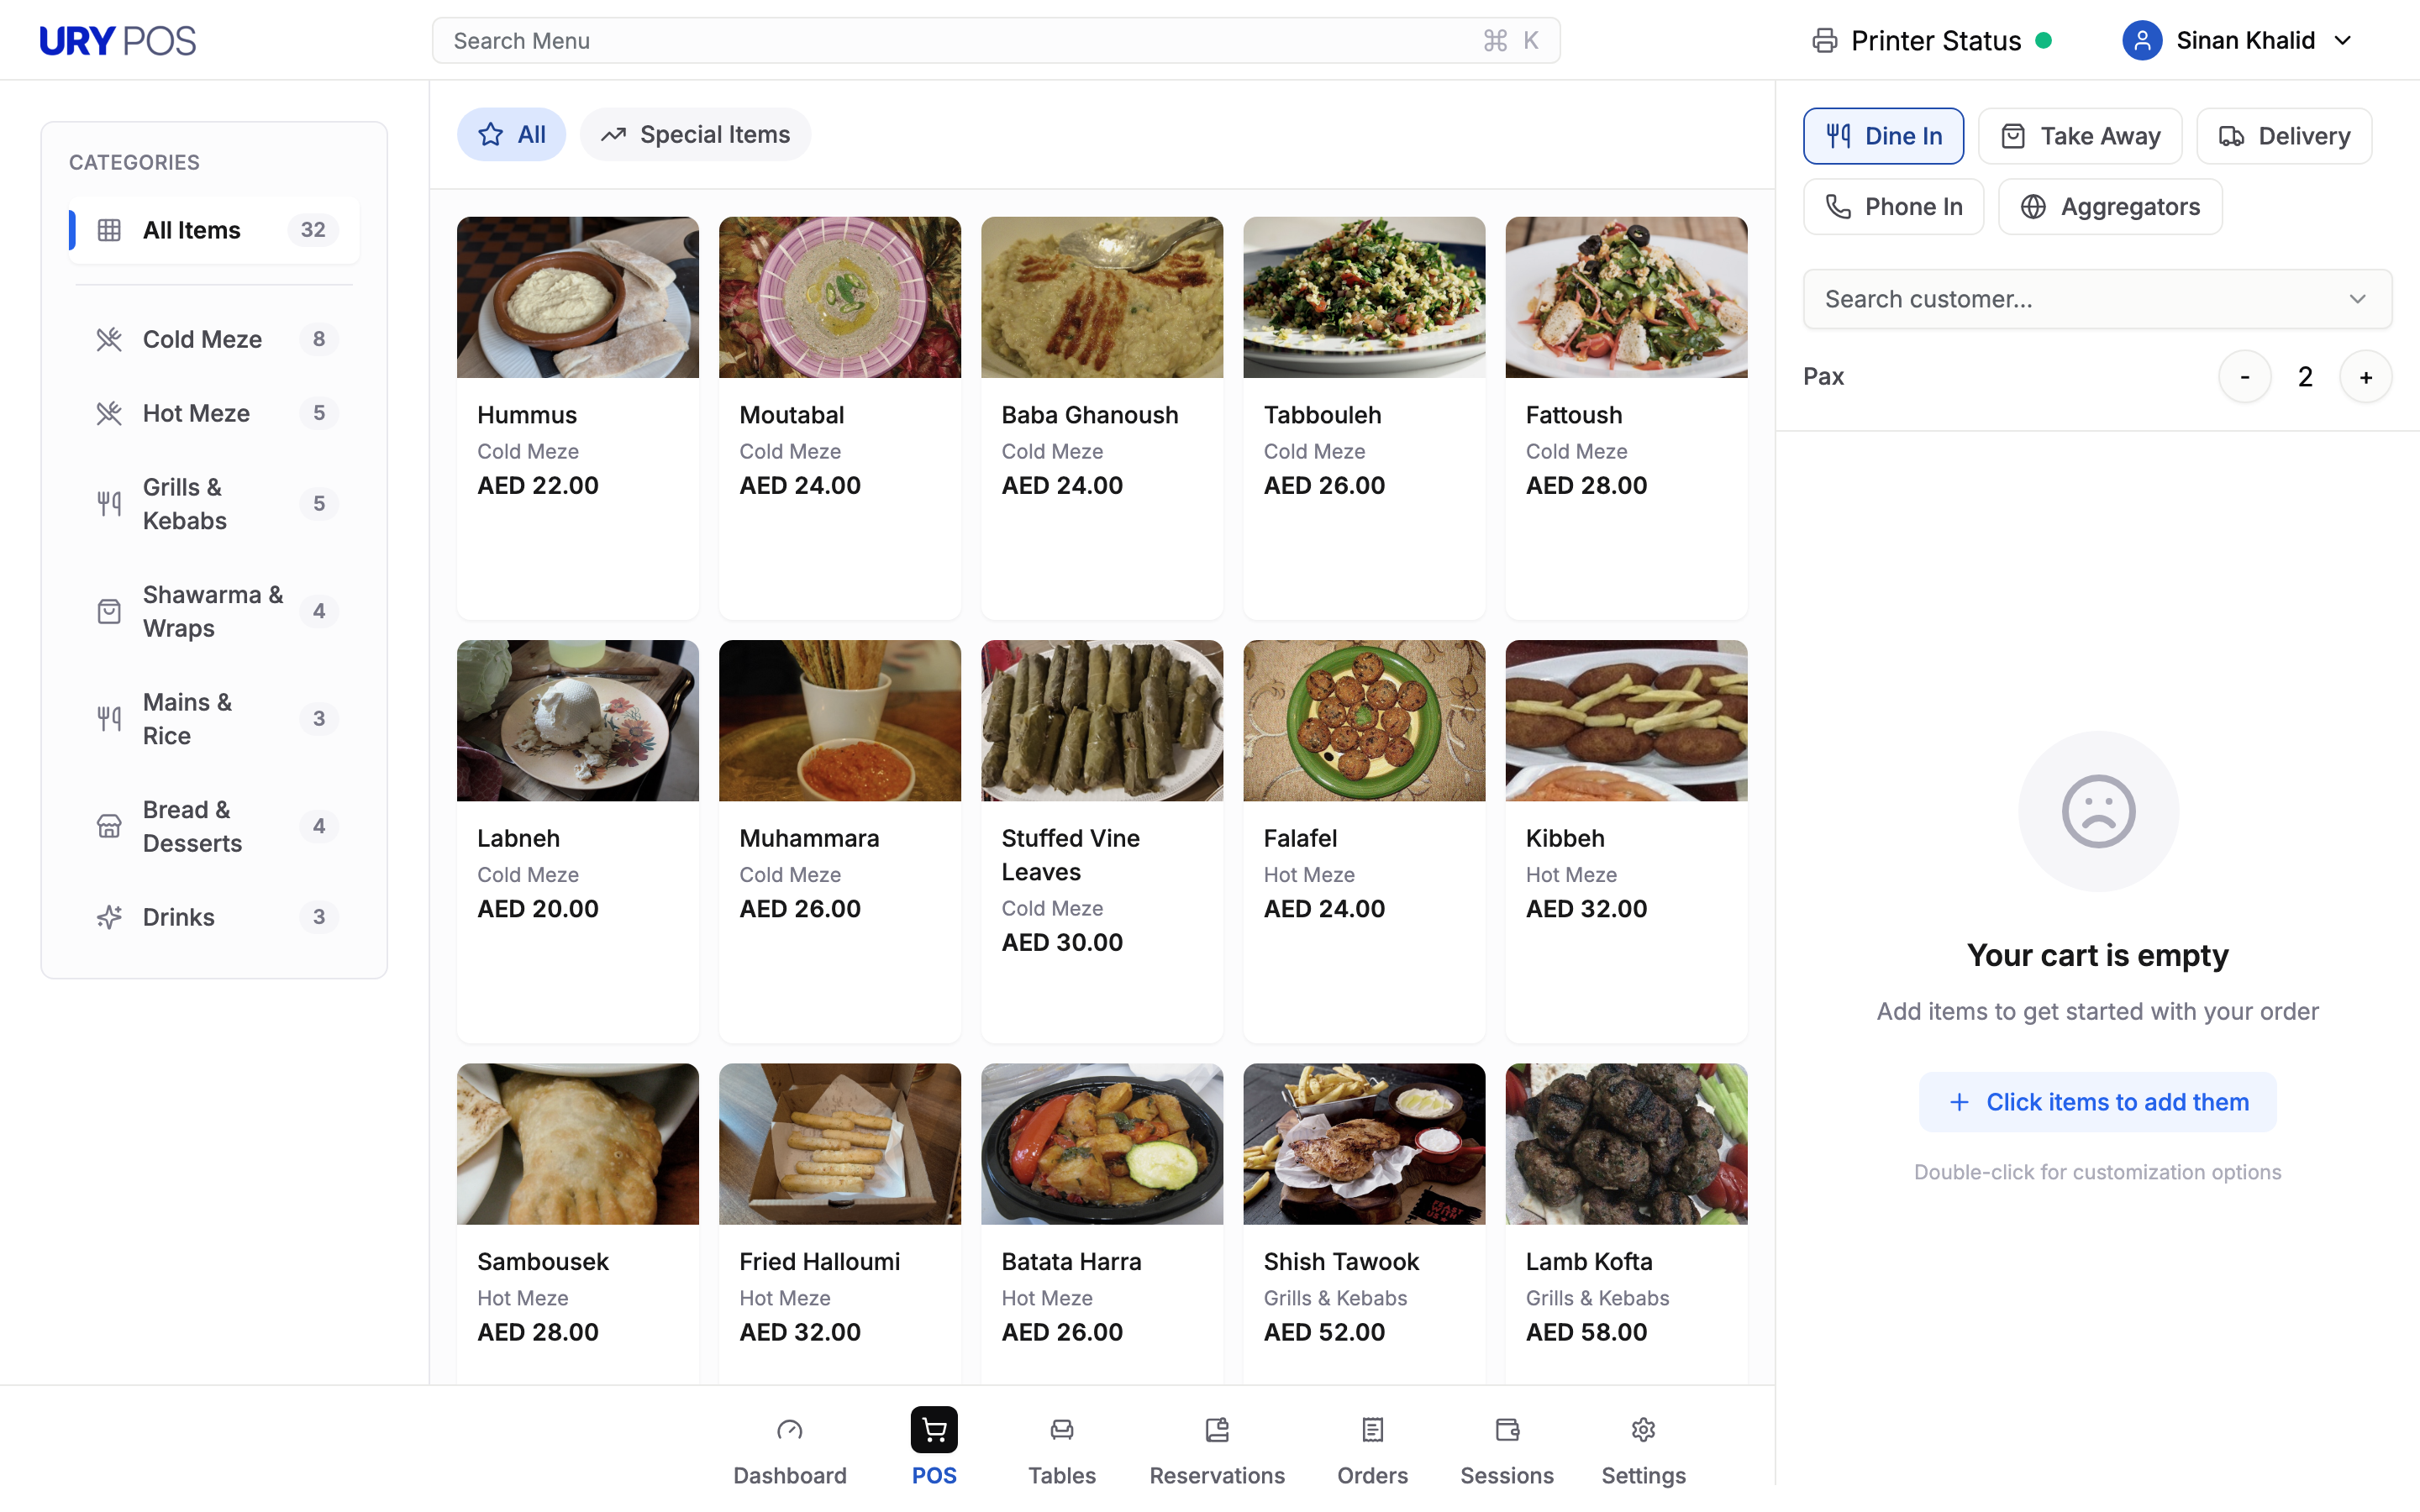 URY POS
Search Menu
⌘ K
Printer Status
Sinan Khalid
CATEGORIES
All Items 32
Cold Meze 8
Hot Meze 5
Grills &
Kebabs
5
Shawarma &
Wraps
4
Mains &
Rice
3
Bread &
Desserts
4
Drinks 3
All
Special Items
Hummus
Cold Meze
AED 22.00
Moutabal
Cold Meze
AED 24.00
Baba Ghanoush
Cold Meze
AED 24.00
Tabbouleh
Cold Meze
AED 26.00
Fattoush
Cold Meze
AED 28.00
Labneh
Cold Meze
AED 20.00
Muhammara
Cold Meze
AED 26.00
Stuffed Vine
Leaves
Cold Meze
AED 30.00
Falafel
Hot Meze
AED 24.00
Kibbeh
Hot Meze
AED 32.00
Sambousek
Hot Meze
AED 28.00
Fried Halloumi
Hot Meze
AED 32.00
Batata Harra
Hot Meze
AED 26.00
Shish Tawook
Grills & Kebabs
AED 52.00
Lamb Kofta
Grills & Kebabs
AED 58.00
Dine In
Take Away
Delivery
Phone In
Aggregators
Search customer...
Pax
- 2 +
Your cart is empty
Add items to get started with your order
+ Click items to add them
Double-click for customization options
Dashboard
POS
Tables
Reservations
Orders
Sessions
Settings